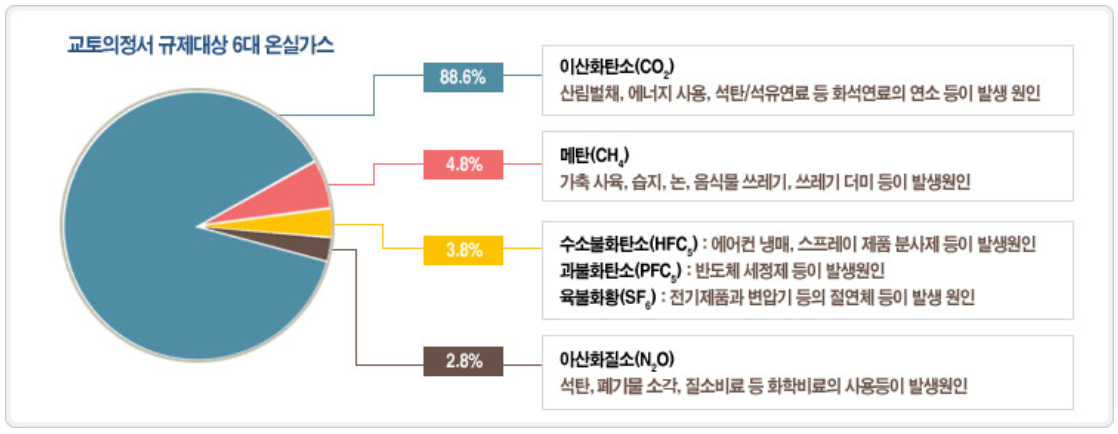 교토의정서 규제대상 6대 온실가스
88.6%
이산화탄소(CO₂)
산림벌채, 에너지 사용, 석탄/석유연료 등 화석연료의 연소 등이 발생 원인
4.8%
메탄(CH₄)
가축 사육, 습지, 논, 음식물 쓰레기, 쓰레기 더미 등이 발생원인
3.8%
수소불화탄소(HFC₅) : 에어컨 냉매, 스프레이 제품 분사제 등이 발생원인
과불화탄소(PFC₅) : 반도체 세정제 등이 발생원인
육불화황(SF₆) : 전기제품과 변압기 등의 절연체 등이 발생 원인
2.8%
아산화질소(N₂O)
석탄, 폐기물 소각, 질소비료 등 화학비료의 사용등이 발생원인